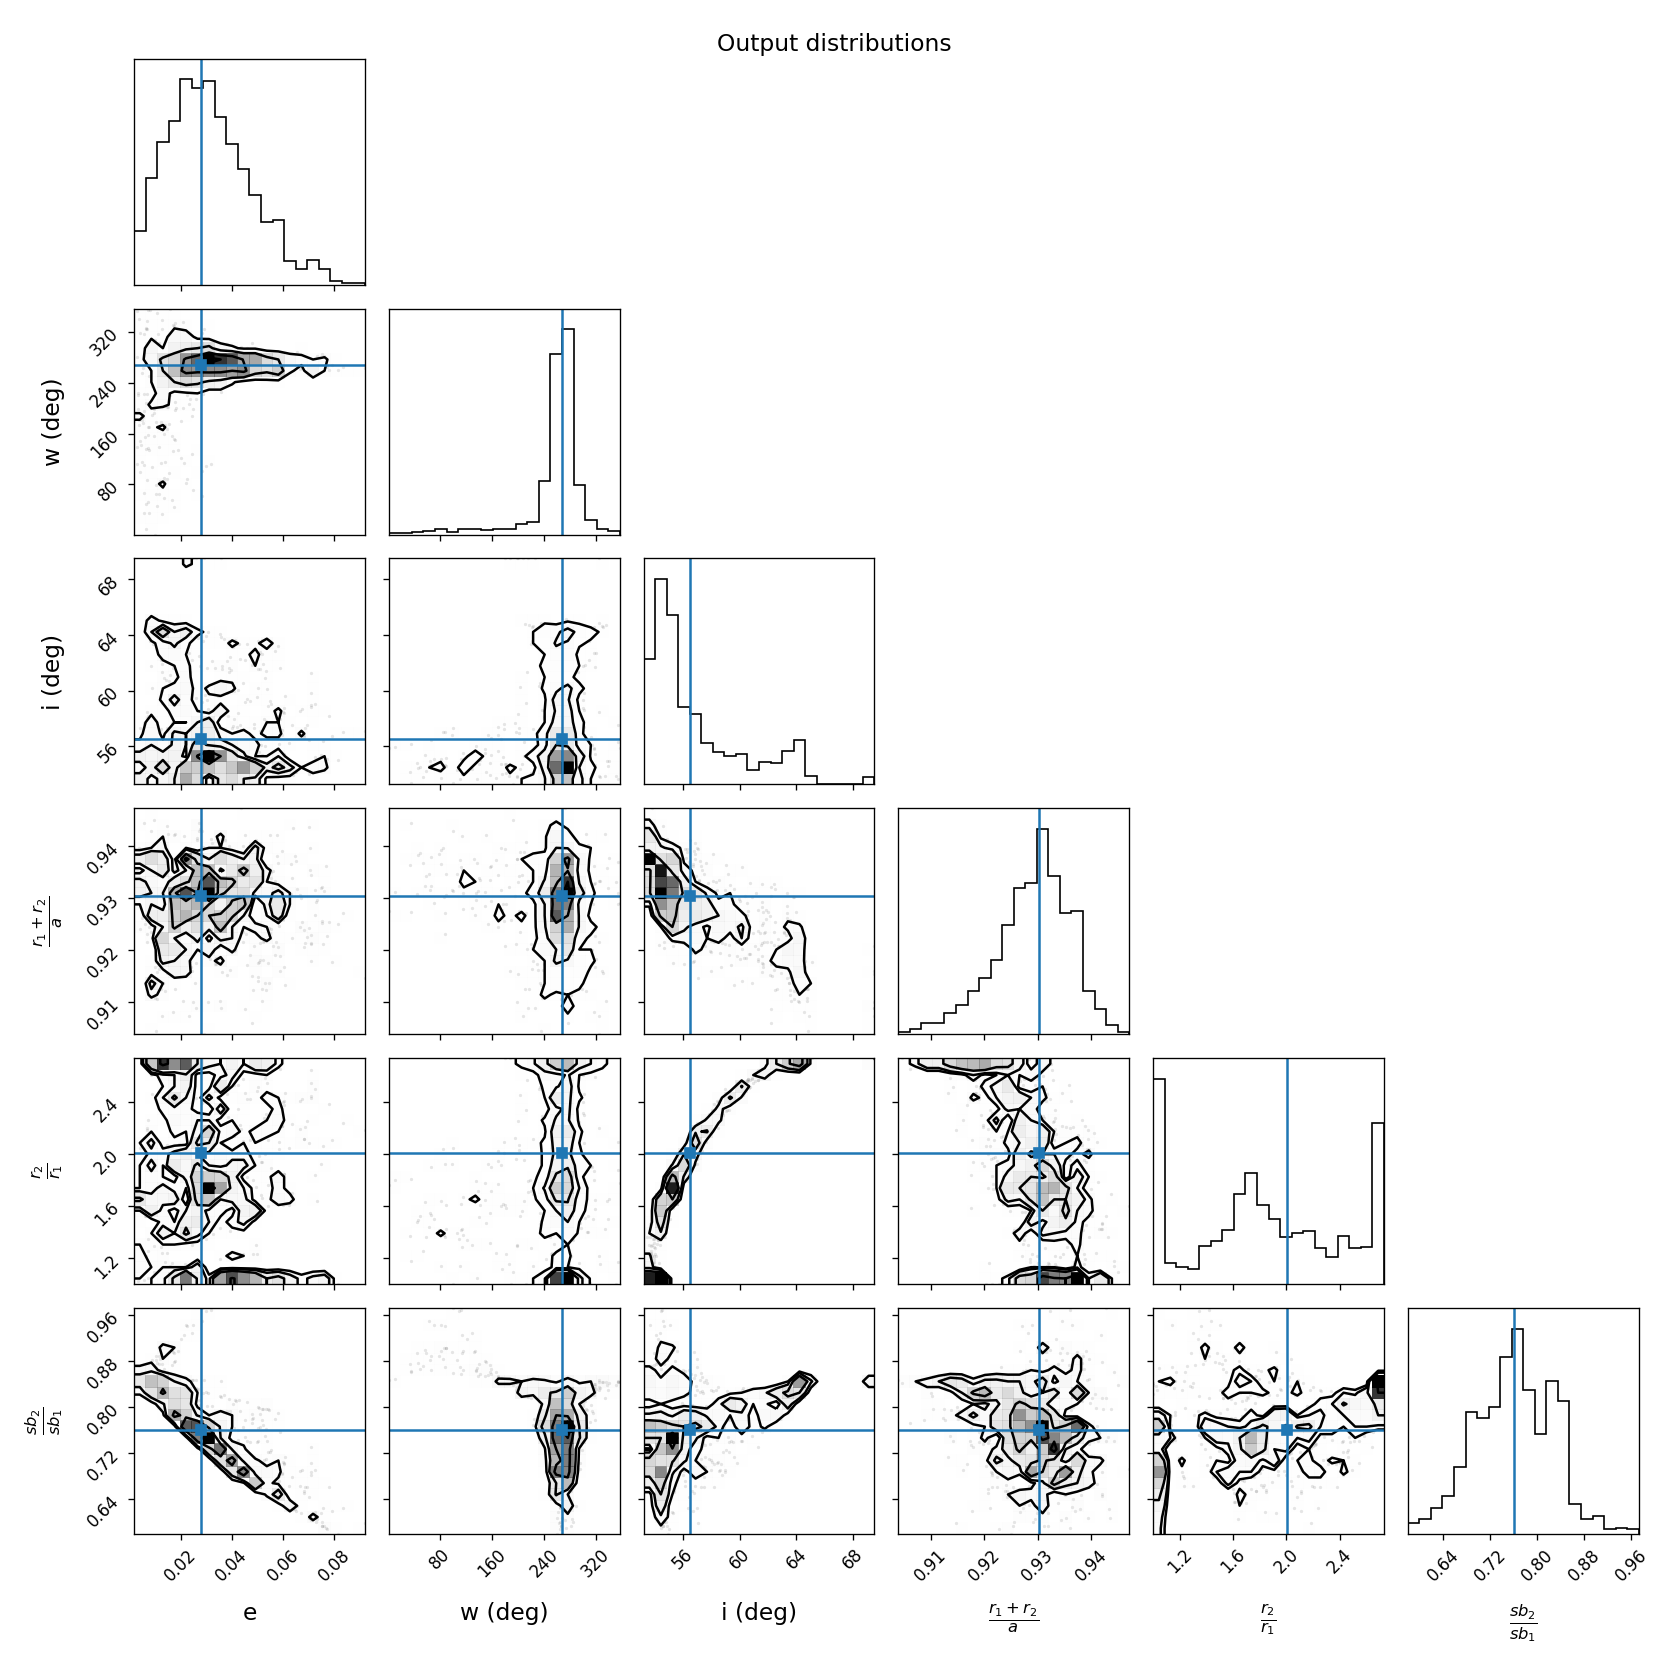 Output distributions
w (deg)
320
240
160
80
i (deg)
68
64
60
56
r₁ + r₂
a
0.94
0.93
0.92
0.91
r₂
r₁
2.4
2.0
1.6
1.2
sb₂
sb₁
0.96
0.88
0.80
0.72
0.64
0.02 0.04 0.06 0.08 80 160 240 320 56 60 64 68 0.91 0.92 0.93 0.94 1.2 1.6 2.0 2.4 0.64 0.72 0.80 0.88 0.96
e w (deg) i (deg)
r₁ + r₂
a
r₂
r₁
sb₂
sb₁